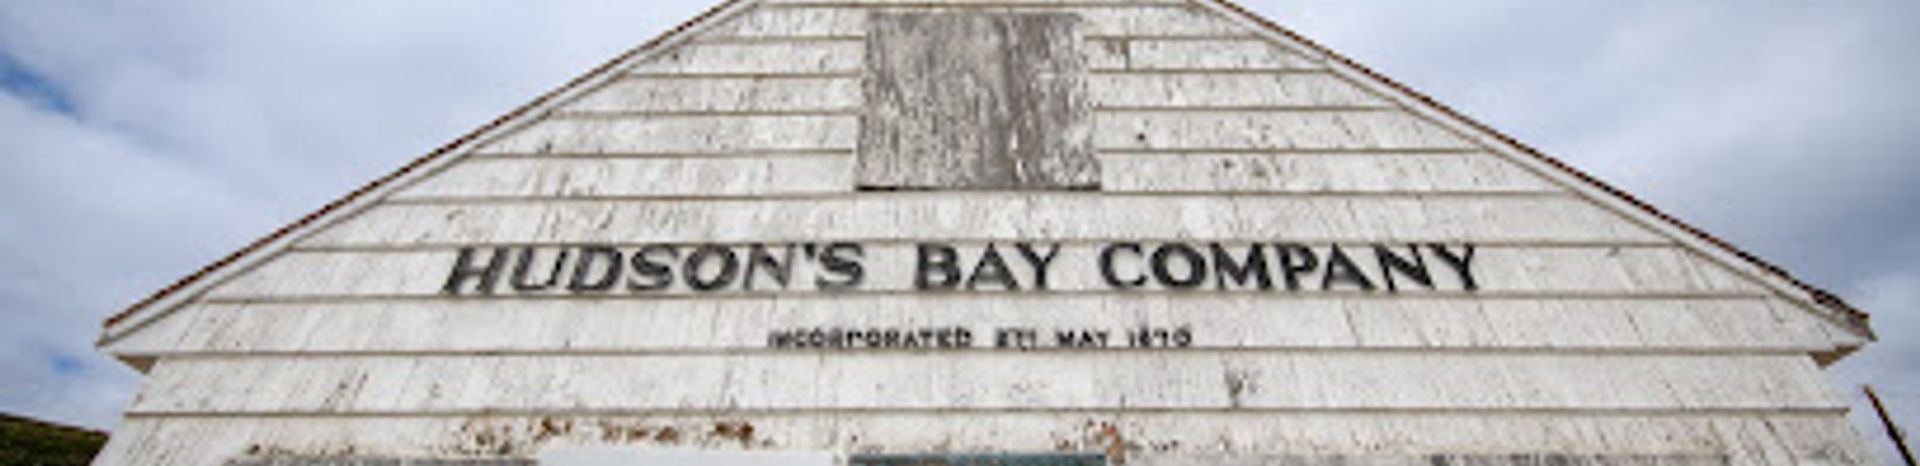 HUDSON'S BAY COMPANY
INCORPORATED 2ND MAY 1670